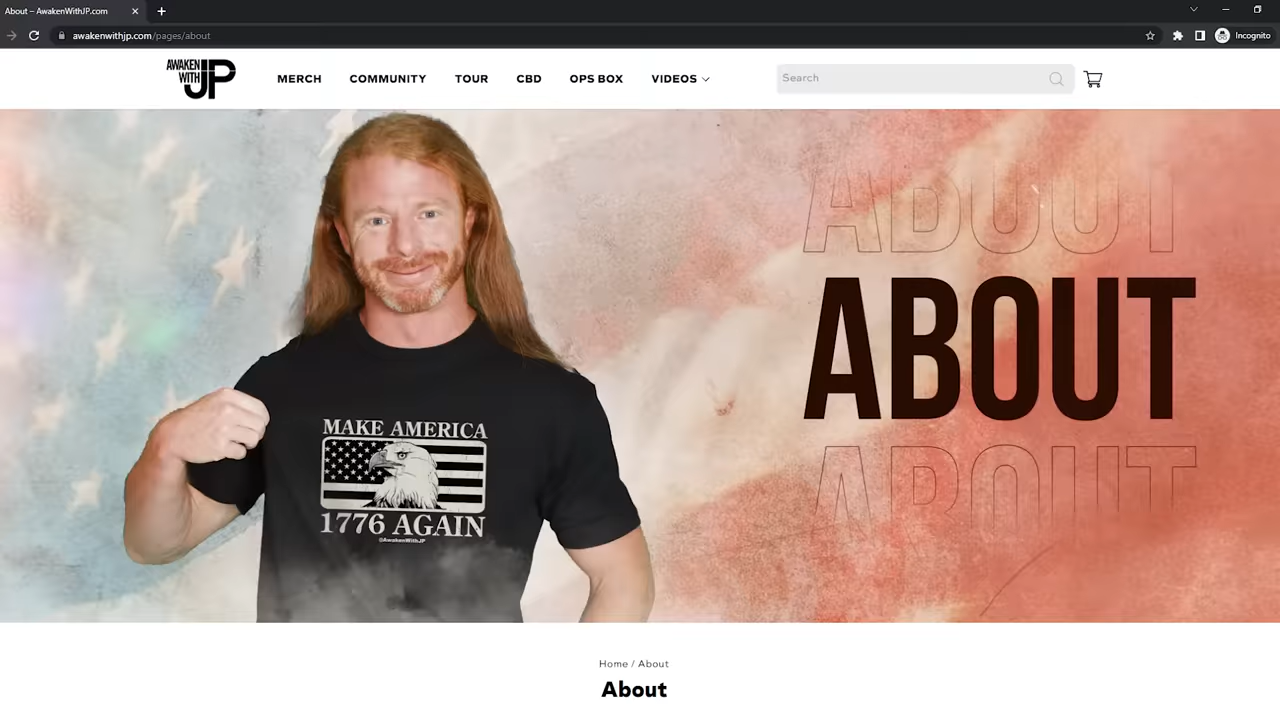 About – AwakenWithJP.com
awakenwithjp.com/pages/about
Incognito
AWAKEN
WITH
JP
MERCH
COMMUNITY
TOUR
CBD
OPS BOX
VIDEOS
Search
ABOUT
ABOUT
ABOUT
MAKE AMERICA
1776 AGAIN
@AwakenWithJP
Home / About
About